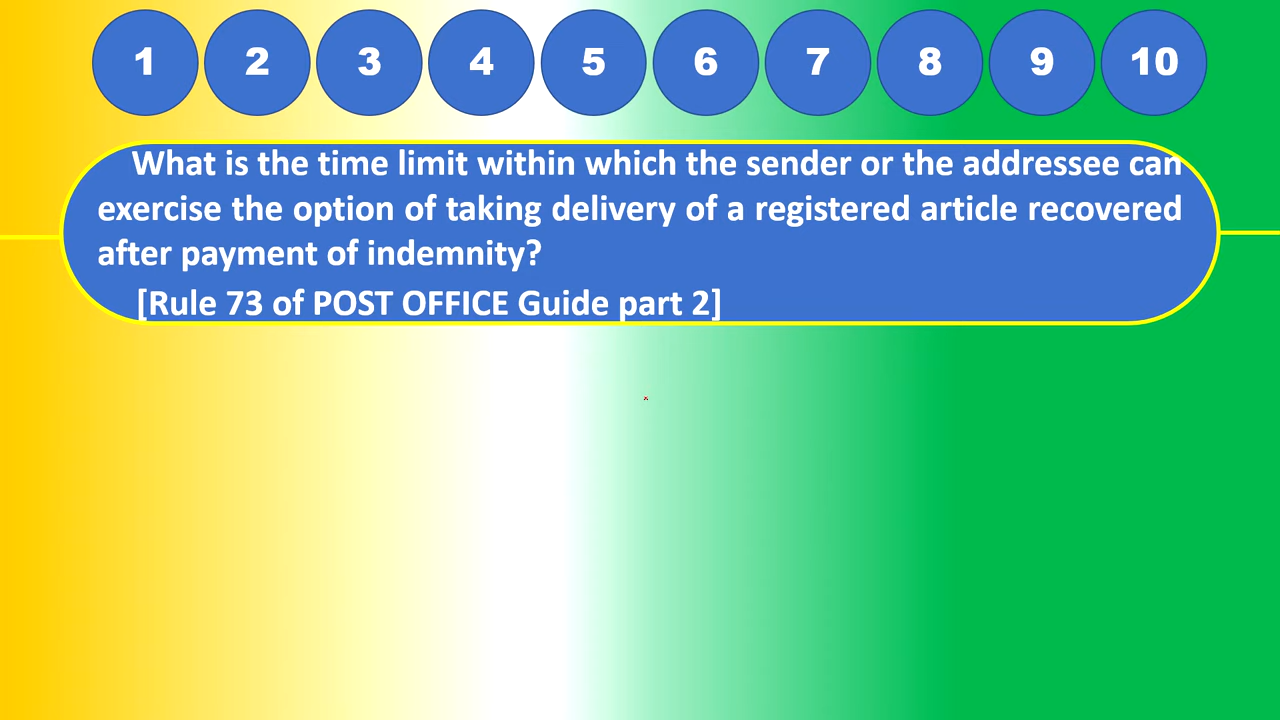 1 2 3 4 5 6 7 8 9 10
What is the time limit within which the sender or the addressee can
exercise the option of taking delivery of a registered article recovered
after payment of indemnity?
[Rule 73 of POST OFFICE Guide part 2]